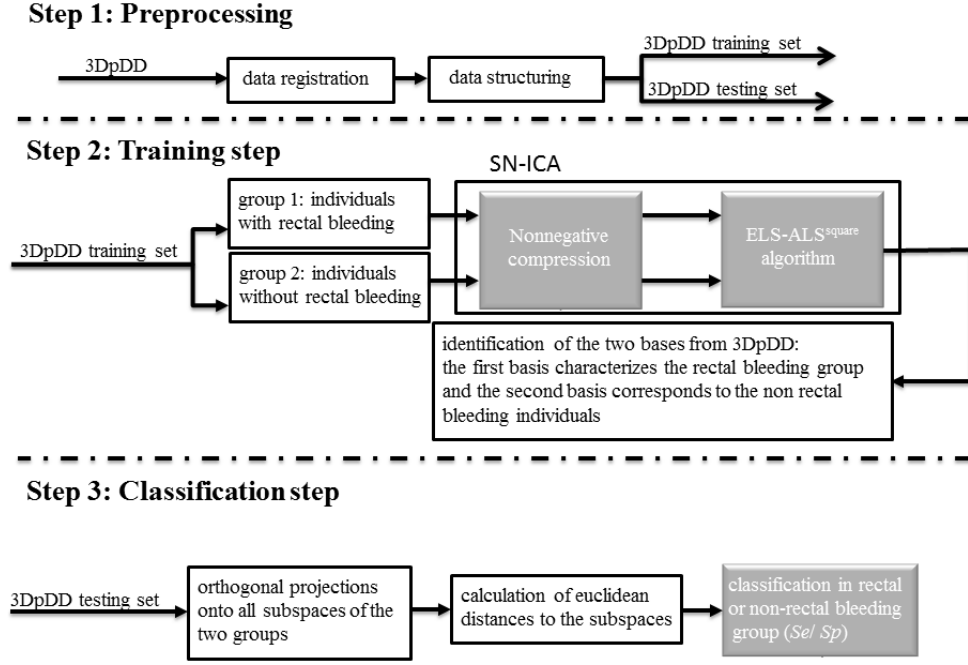 Step 1: Preprocessing
3DpDD
data registration
data structuring
3DpDD training set
3DpDD testing set
Step 2: Training step
SN-ICA
3DpDD training set
group 1: individuals
with rectal bleeding
group 2: individuals
without rectal bleeding
Nonnegative
compression
ELS-ALSsquare
algorithm
identification of the two bases from 3DpDD:
the first basis characterizes the rectal bleeding group
and the second basis corresponds to the non rectal
bleeding individuals
Step 3: Classification step
3DpDD testing set
orthogonal projections
onto all subspaces of the
two groups
calculation of euclidean
distances to the subspaces
classification in rectal
or non-rectal bleeding
group (Se/ Sp)